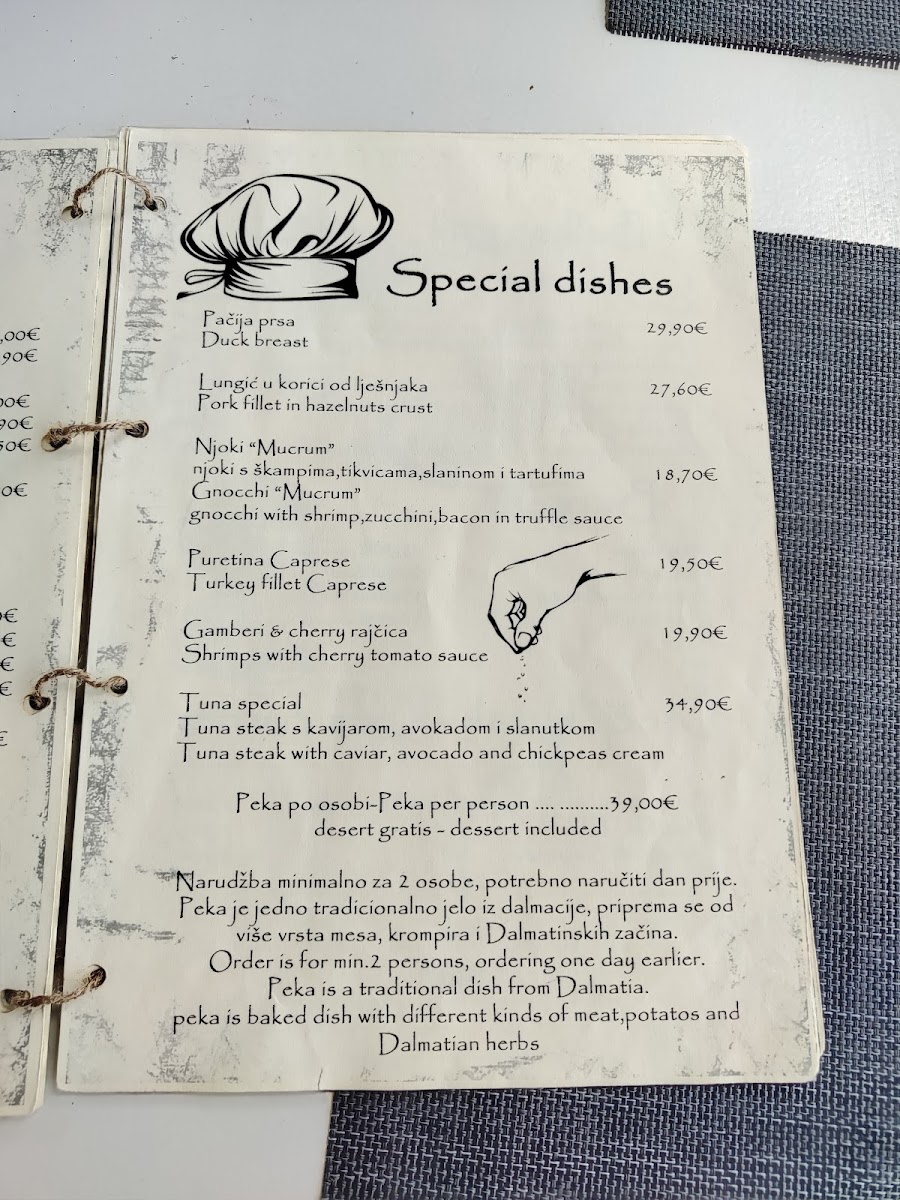 ,00€
90€
00€
90€
50€
0€
€
€
€
€
€
Special dishes
Pačija prsa
Duck breast
29,90€
Lungić u korici od lješnjaka
Pork fillet in hazelnuts crust
27,60€
Njoki “Mucrum”
njoki s škampima,tikvicama,slaninom i tartufima
18,70€
Gnocchi “Mucrum”
gnocchi with shrimp,zucchini,bacon in truffle sauce
Puretina Caprese
19,50€
Turkey fillet Caprese
Gamberi & cherry rajčica
19,90€
Shrimps with cherry tomato sauce
Tuna special
34,90€
Tuna steak s kavijarom, avokadom i slanutkom
Tuna steak with caviar, avocado and chickpeas cream
Peka po osobi-Peka per person .... ..........39,00€
desert gratis - dessert included
Narudžba minimalno za 2 osobe, potrebno naručiti dan prije.
Peka je jedno tradicionalno jelo iz dalmacije, priprema se od
više vrsta mesa, krompira i Dalmatinskih začina.
Order is for min.2 persons, ordering one day earlier.
Peka is a traditional dish from Dalmatia.
peka is baked dish with different kinds of meat,potatos and
Dalmatian herbs